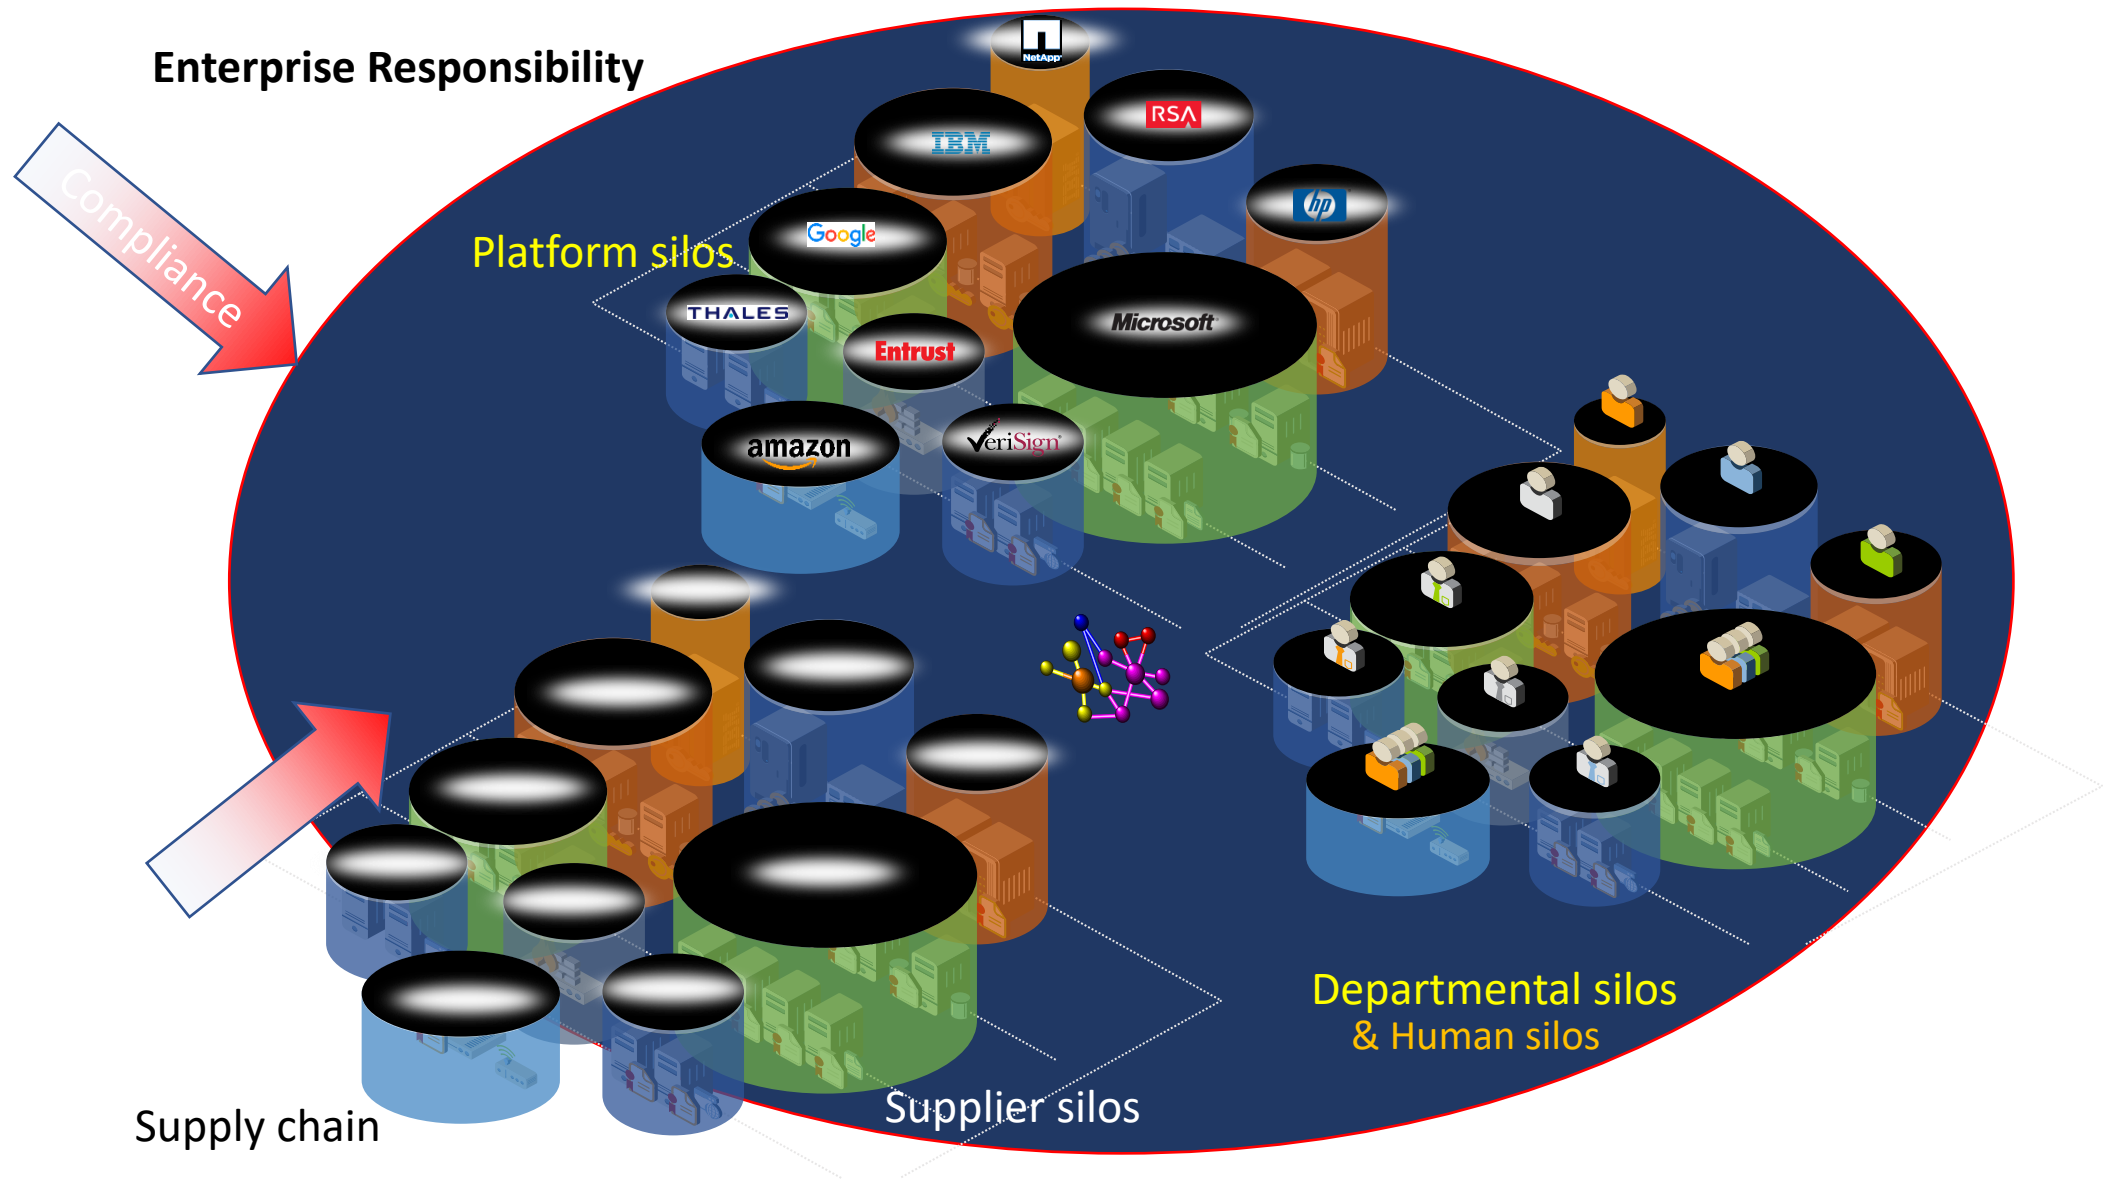 Enterprise Responsibility
Compliance
NetApp
RSA
IBM
hp
Google
Platform silos
THALES
Microsoft
Entrust
amazon
VeriSign
Departmental silos
& Human silos
Supplier silos
Supply chain